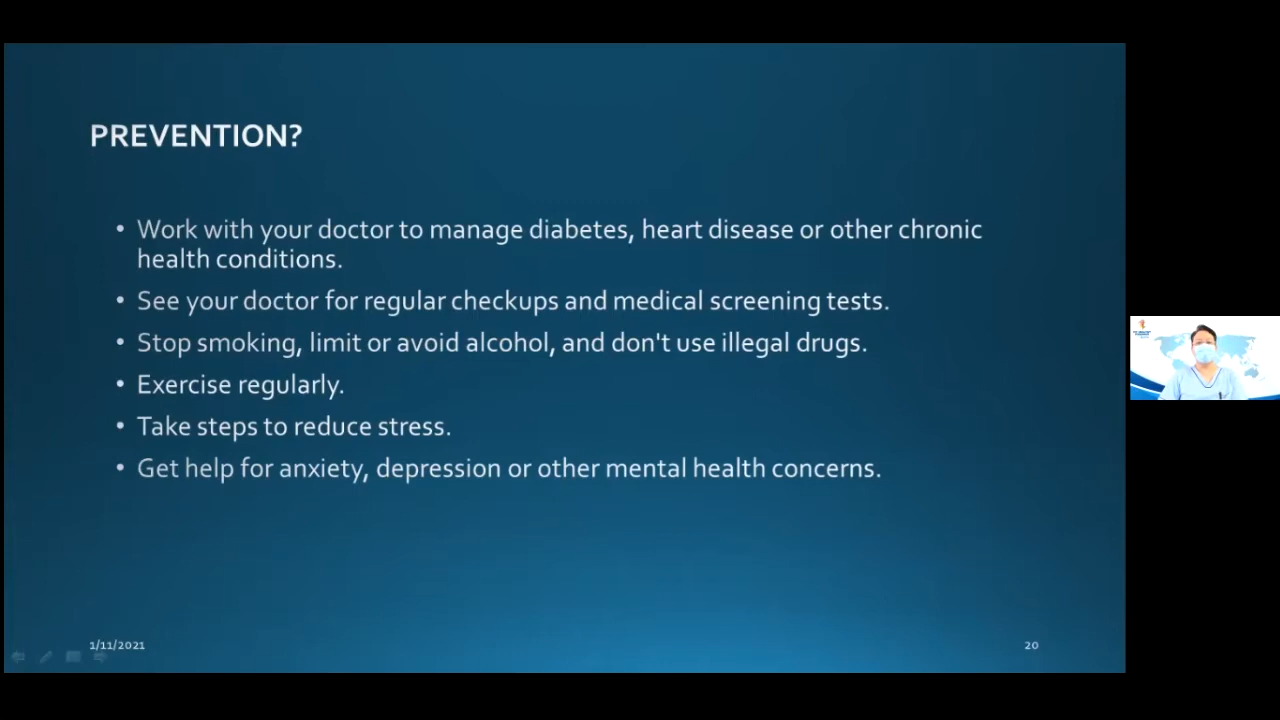 PREVENTION?
• Work with your doctor to manage diabetes, heart disease or other chronic
health conditions.
• See your doctor for regular checkups and medical screening tests.
• Stop smoking, limit or avoid alcohol, and don't use illegal drugs.
• Exercise regularly.
• Take steps to reduce stress.
• Get help for anxiety, depression or other mental health concerns.
1/11/2021
20